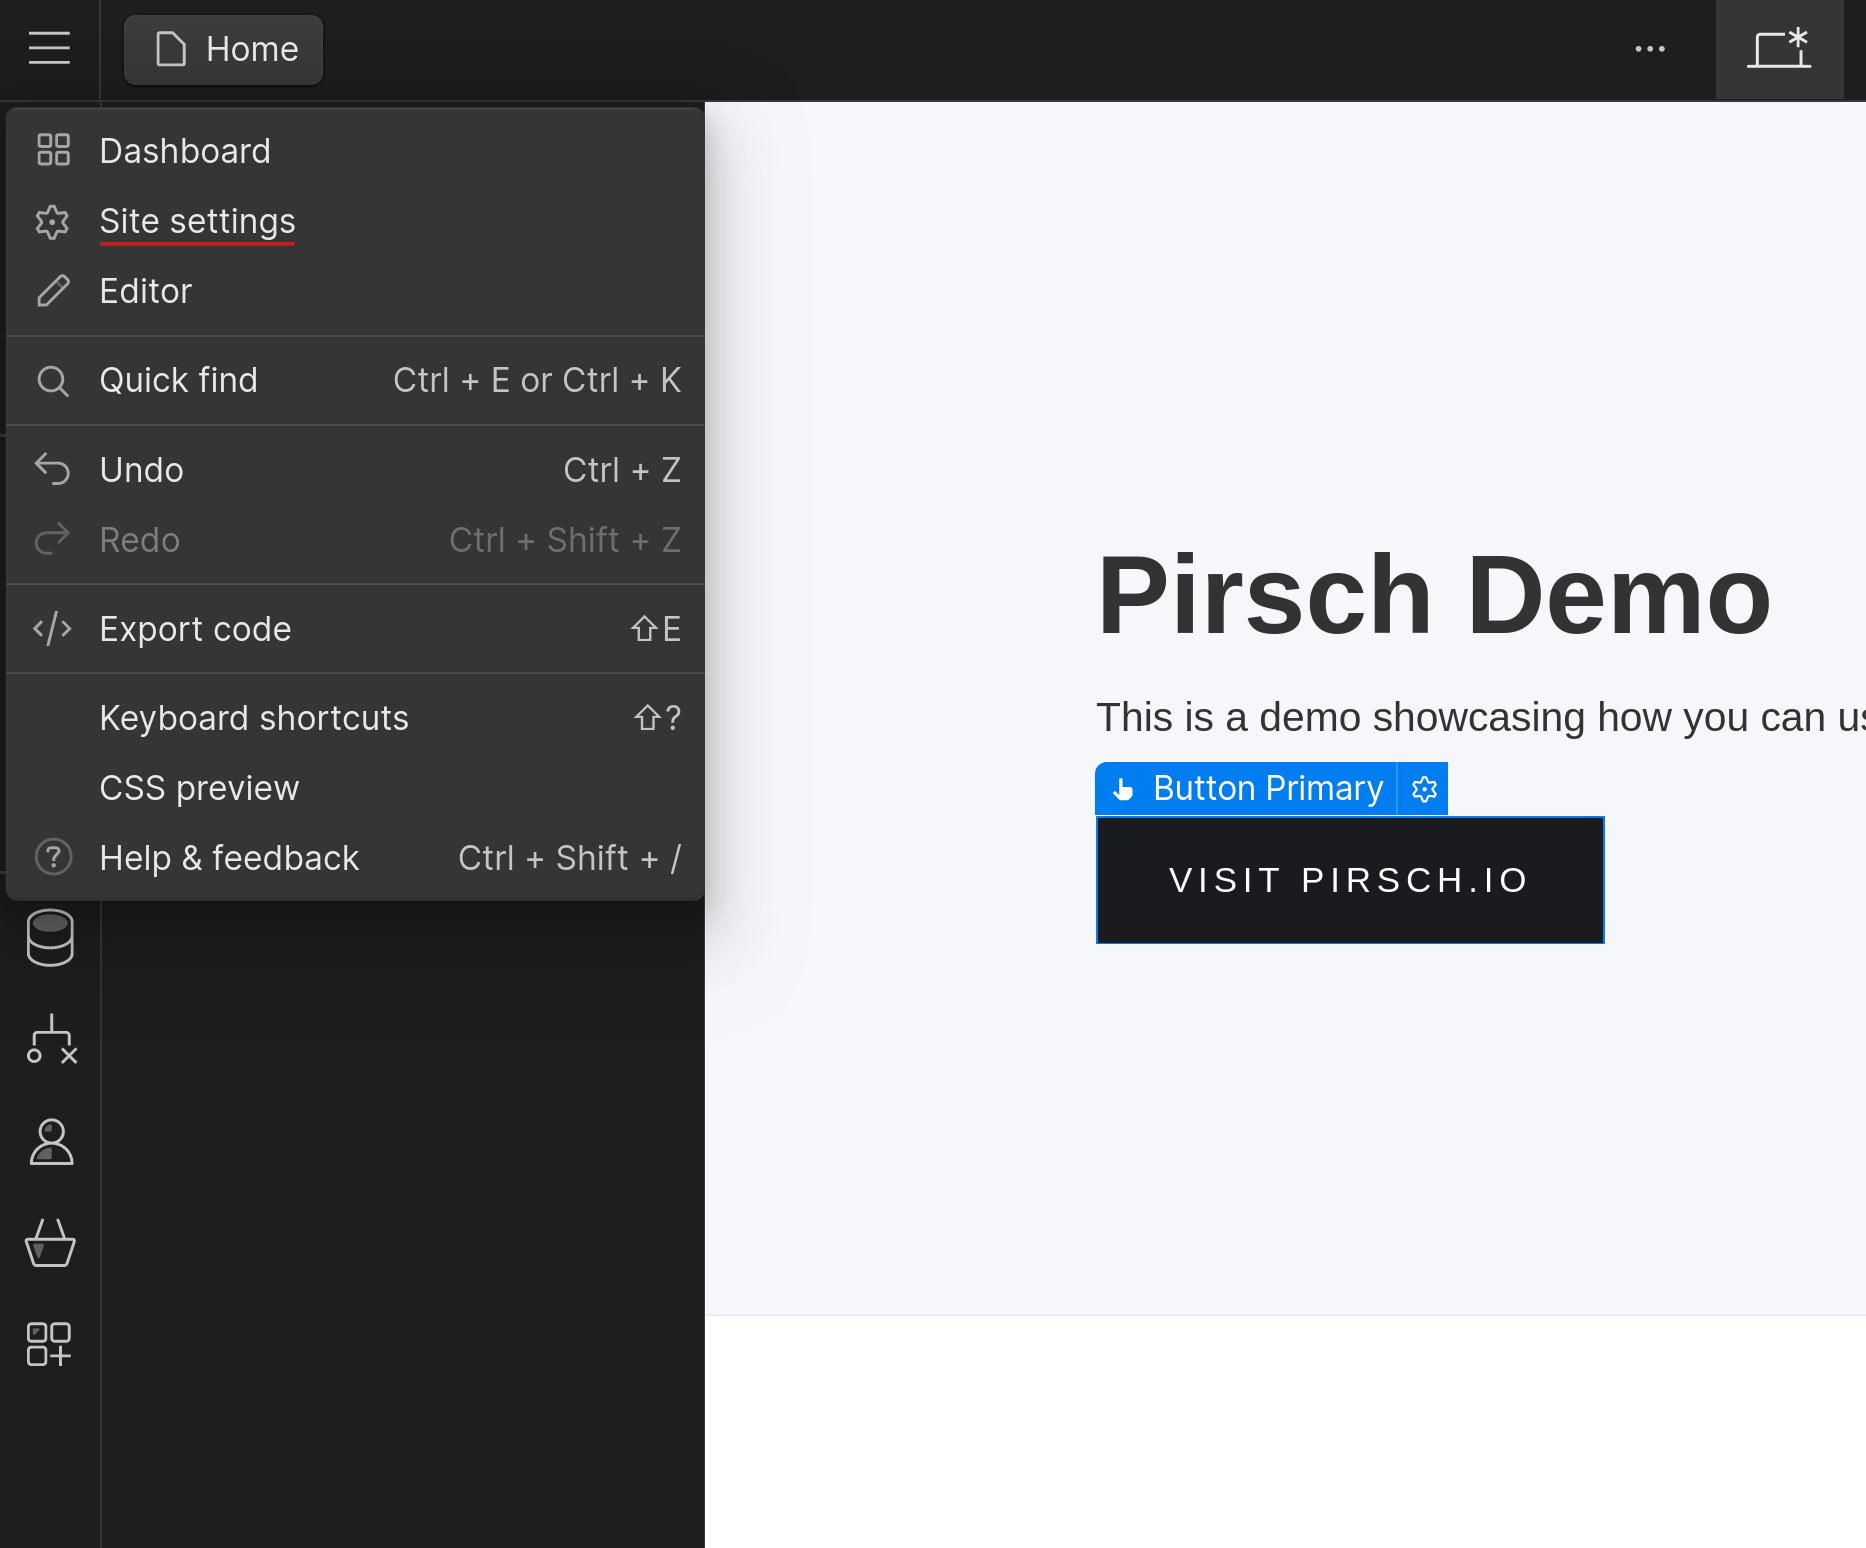 Home
Dashboard
Site settings
Editor
Quick find Ctrl + E or Ctrl + K
Undo Ctrl + Z
Redo Ctrl + Shift + Z
Export code ⇧E
Keyboard shortcuts ⇧?
CSS preview
Help & feedback Ctrl + Shift + /
Pirsch Demo
This is a demo showcasing how you can
Button Primary
VISIT PIRSCH.IO